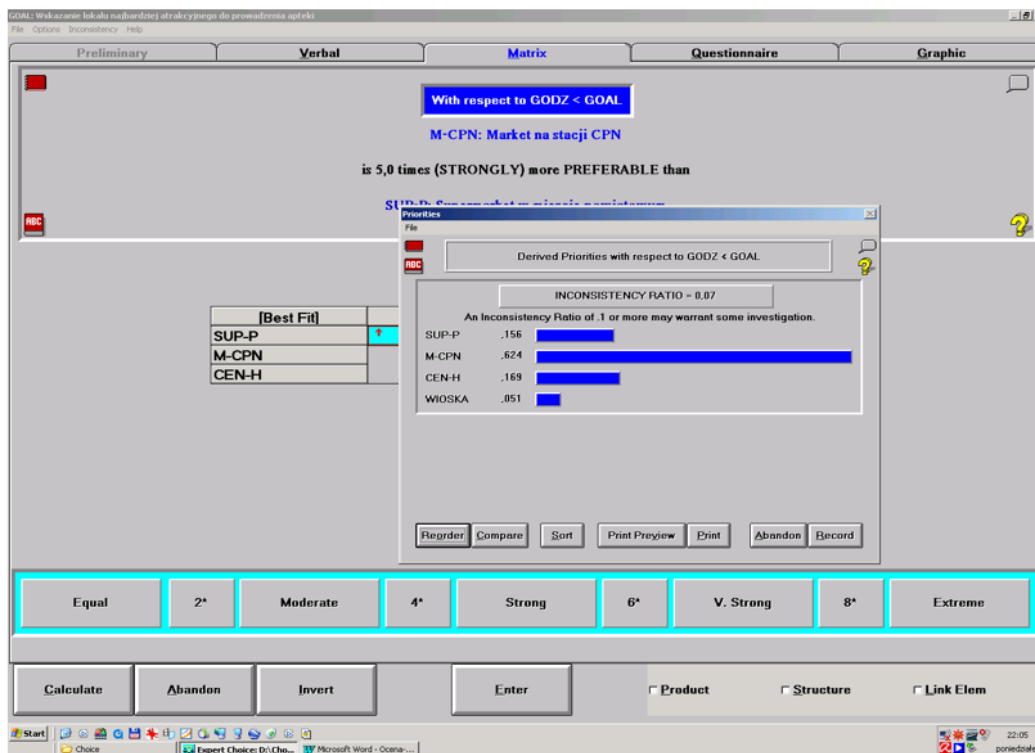 GOAL: Wskazanie lokalu najbardziej atrakcyjnego do prowadzenia apteki
File Options Inconsistency Help
Preliminary Verbal Matrix Questionnaire Graphic
With respect to GODZ < GOAL
M-CPN: Market na stacji CPN
is 5,0 times (STRONGLY) more PREFERABLE than
ABC
Priorities
File
ABC
Derived Priorities with respect to GODZ < GOAL
INCONSISTENCY RATIO = 0,07
An Inconsistency Ratio of .1 or more may warrant some investigation.
SUP-P ,156
M-CPN ,624
CEN-H ,169
WIOSKA ,051
[Best Fit]
SUP-P
M-CPN
CEN-H
Reorder Compare Sort Print Preview Print Abandon Record
Equal 2* Moderate 4* Strong 6* V. Strong 8* Extreme
Calculate Abandon Invert Enter Product Structure Link Elem
Start 22:05
Choice Expert Choice: D:\Cho... Microsoft Word - Ocena-... poniedział